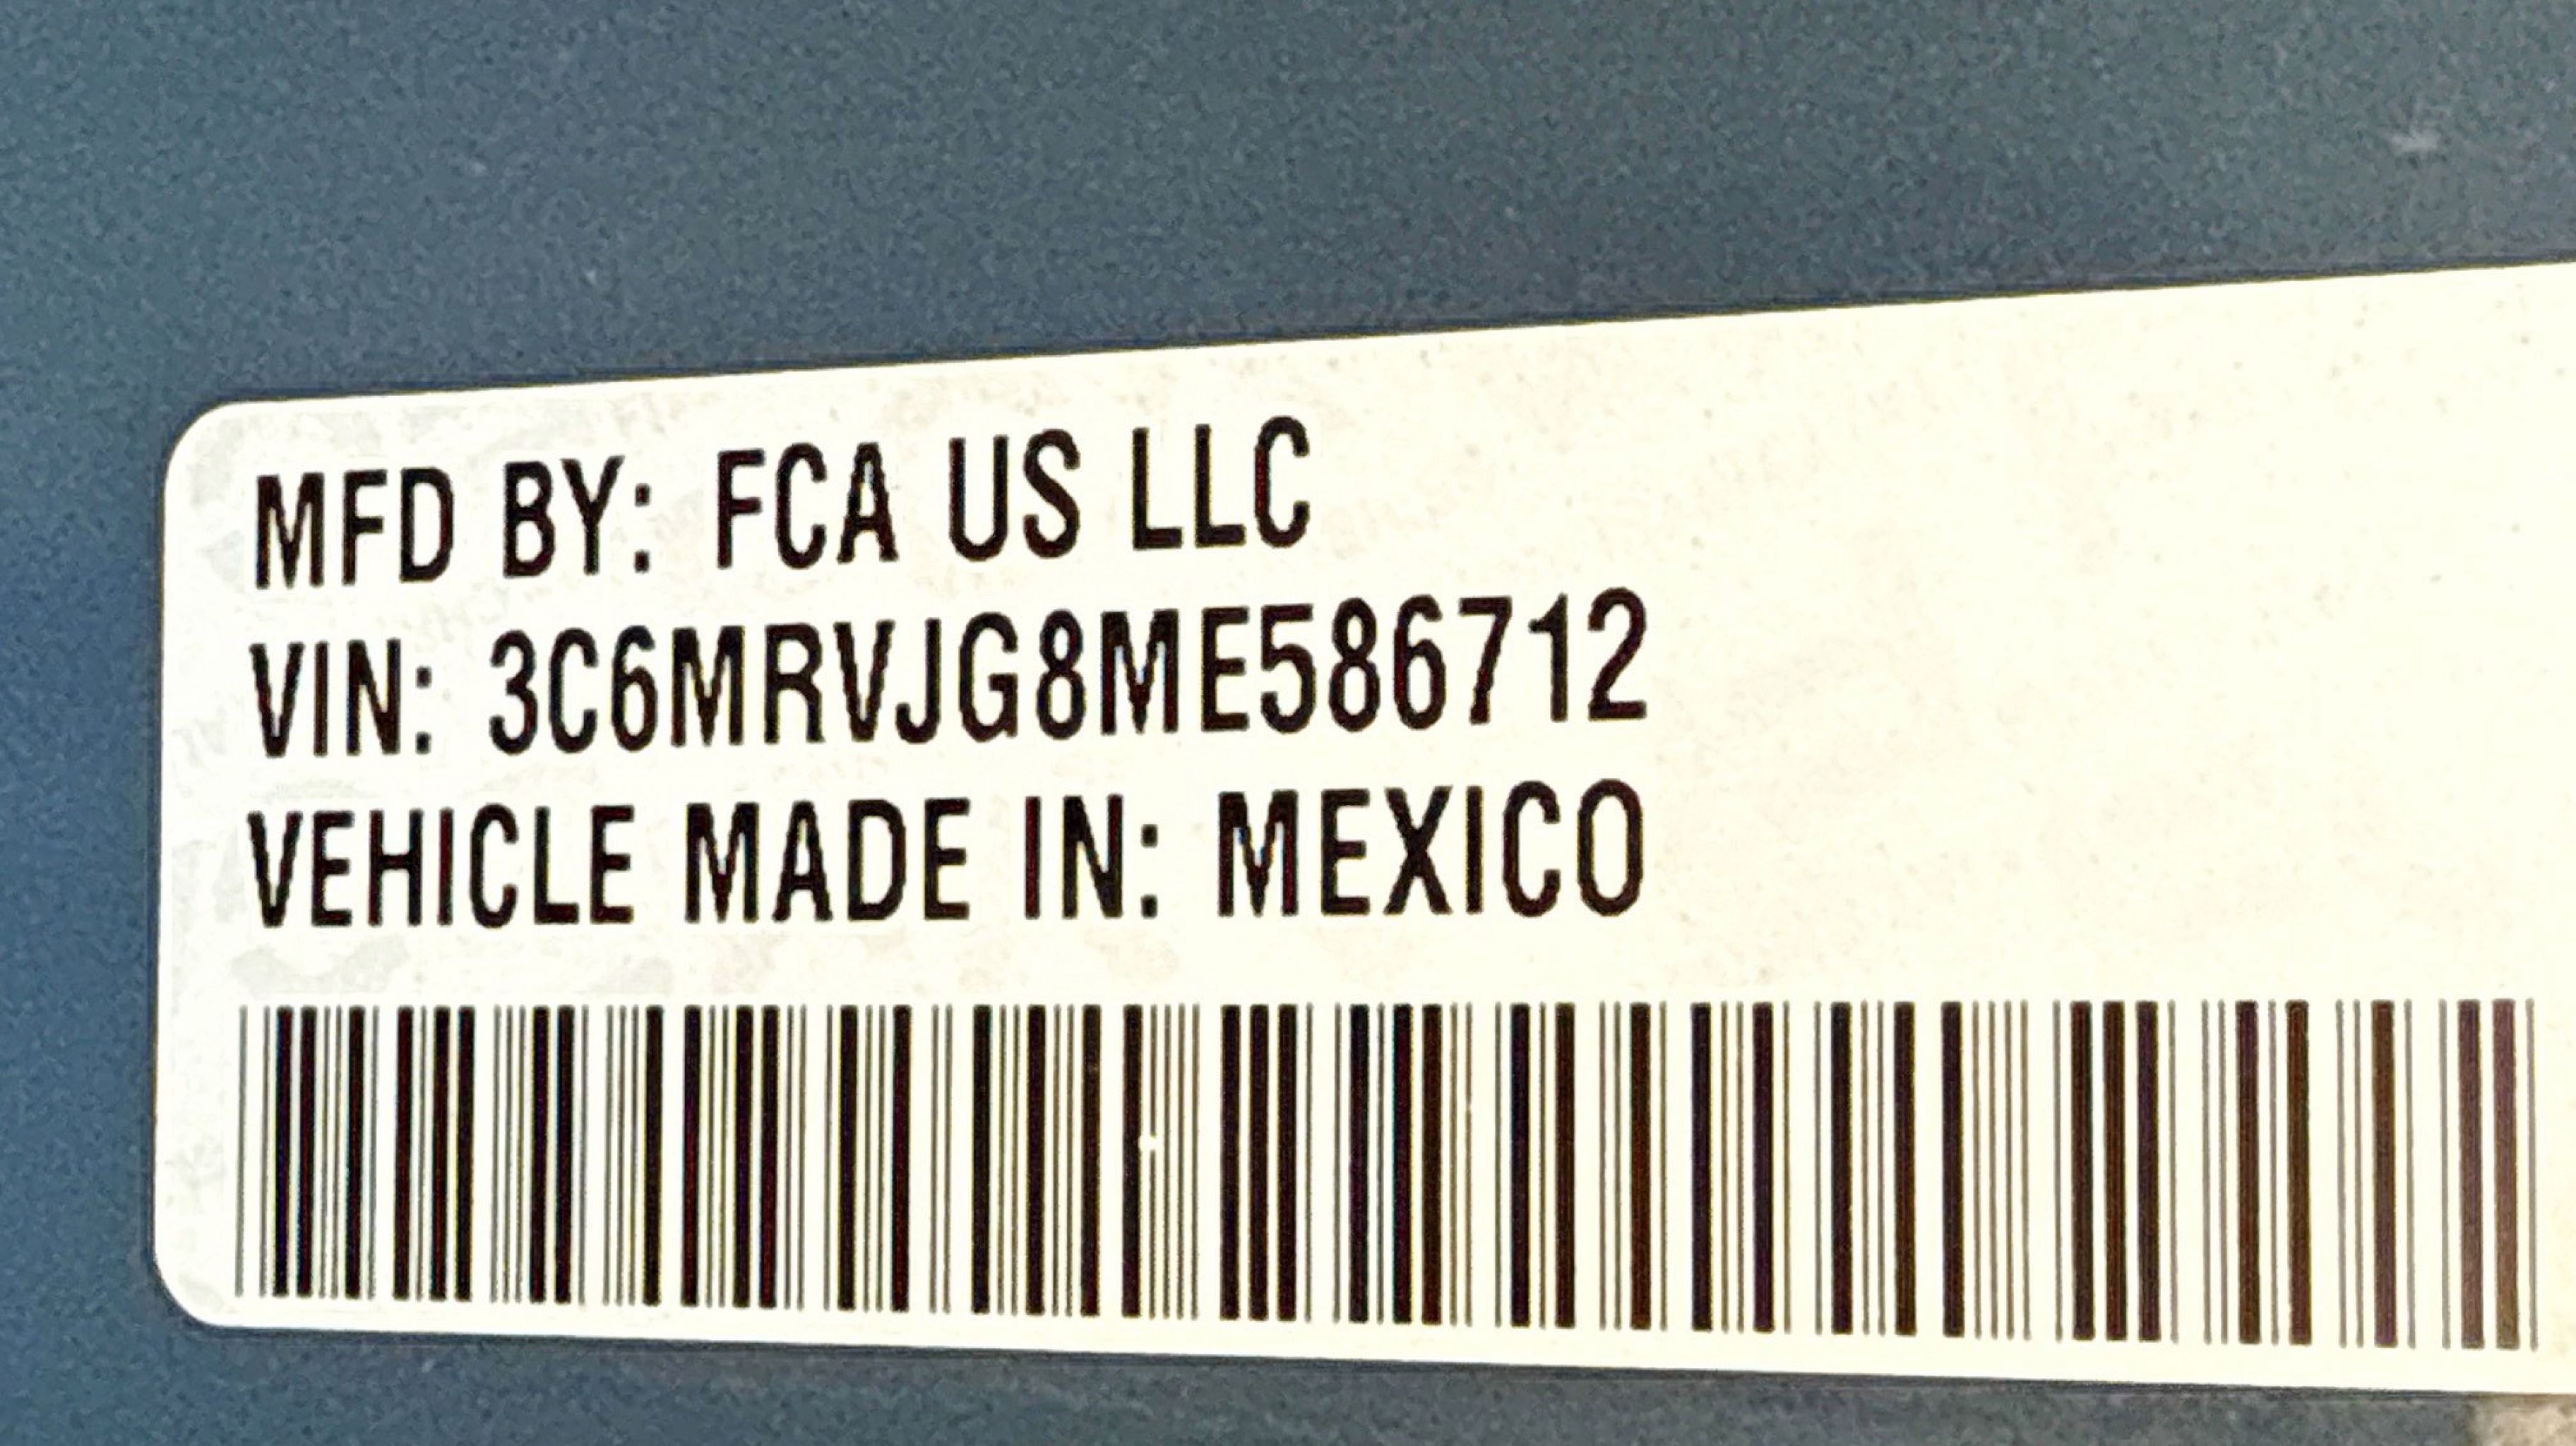 MFD BY: FCA US LLC
VIN: 3C6MRVJG8ME586712
VEHICLE MADE IN: MEXICO